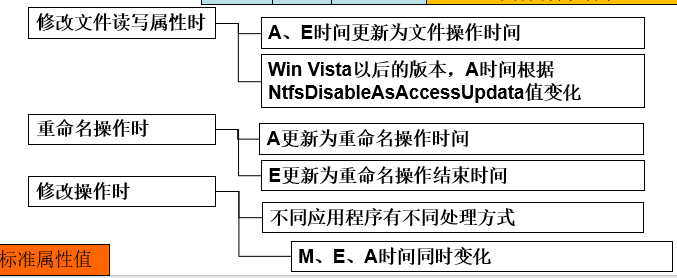 修改文件读写属性时
A、E时间更新为文件操作时间
Win Vista以后的版本，A时间根据
NtfsDisableAsAccessUpdata值变化
重命名操作时
A更新为重命名操作时间
E更新为重命名操作结束时间
修改操作时
不同应用程序有不同处理方式
M、E、A时间同时变化
标准属性值